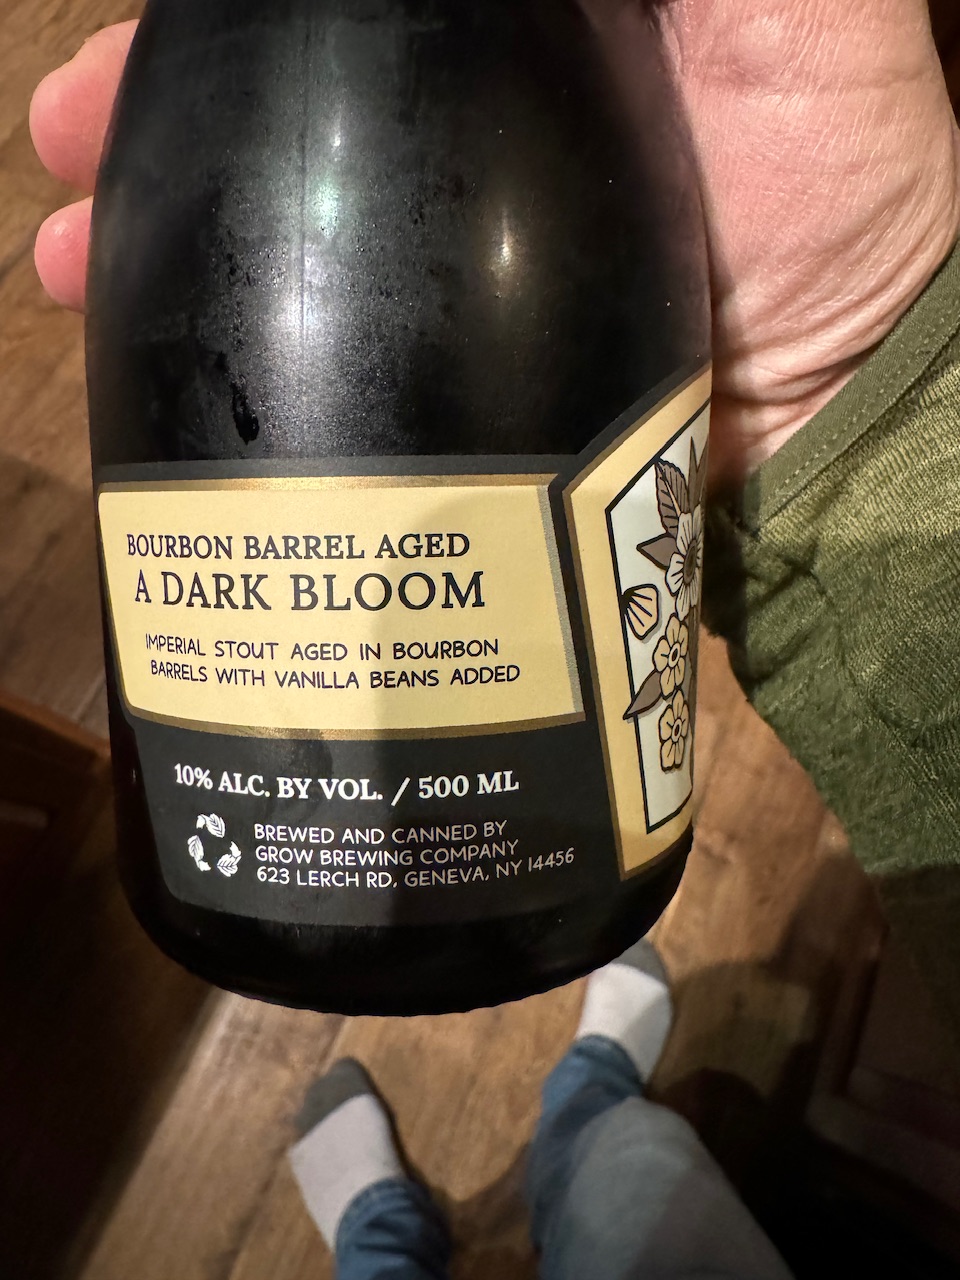 BOURBON BARREL AGED
A DARK BLOOM
IMPERIAL STOUT AGED IN BOURBON
BARRELS WITH VANILLA BEANS ADDED
10% ALC. BY VOL. / 500 ML
BREWED AND CANNED BY
GROW BREWING COMPANY
623 LERCH RD, GENEVA, NY 14456